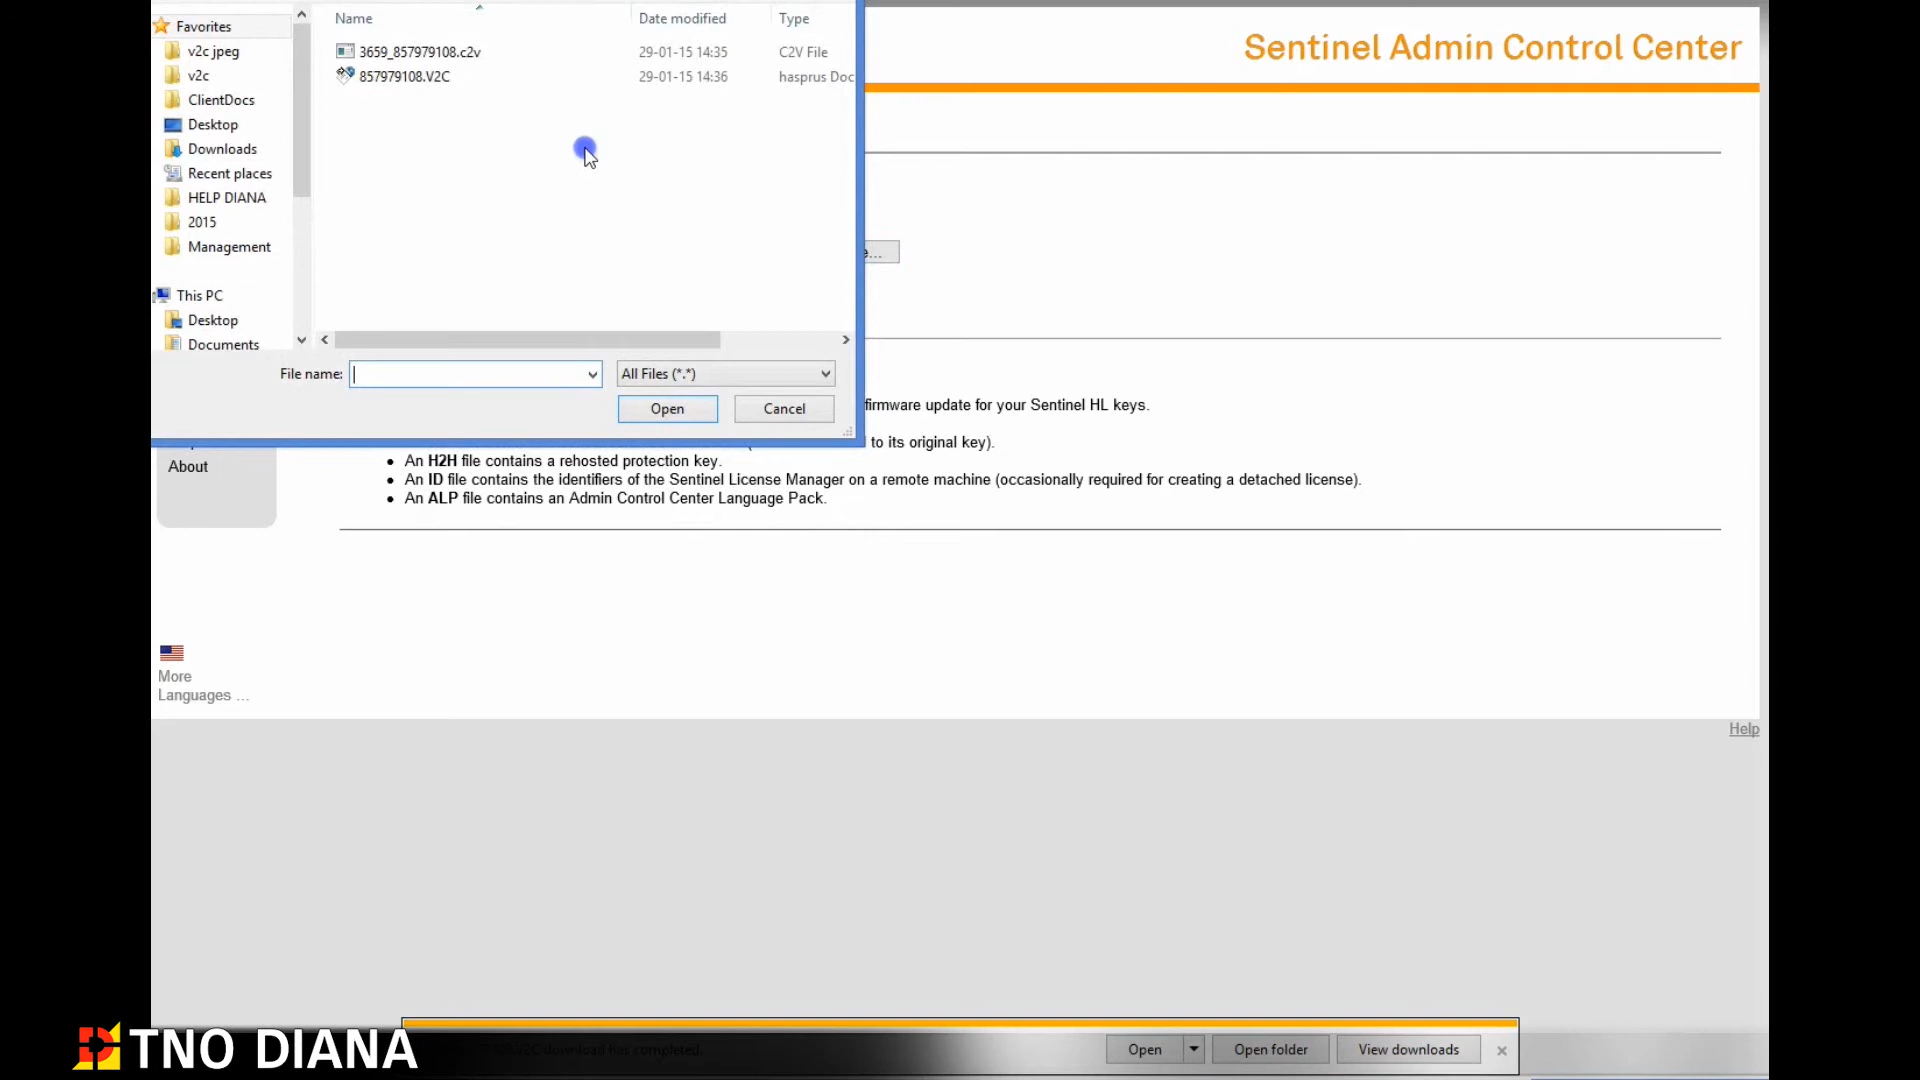 Name Date modified Type
Favorites
v2c jpeg
v2c
ClientDocs
Desktop
Downloads
Recent places
HELP DIANA
2015
Management
This PC
Desktop
Documents
3659_857979108.c2v 29-01-15 14:35 C2V File
857979108.V2C 29-01-15 14:36 hasprus Doc
File name: All Files (*.*)
Open Cancel
Sentinel Admin Control Center
e...
firmware update for your Sentinel HL keys.
to its original key).
An H2H file contains a rehosted protection key.
An ID file contains the identifiers of the Sentinel License Manager on a remote machine (occasionally required for creating a detached license).
An ALP file contains an Admin Control Center Language Pack.
About
More
Languages ...
Help
download has completed.
Open Open folder View downloads
TNO DIANA